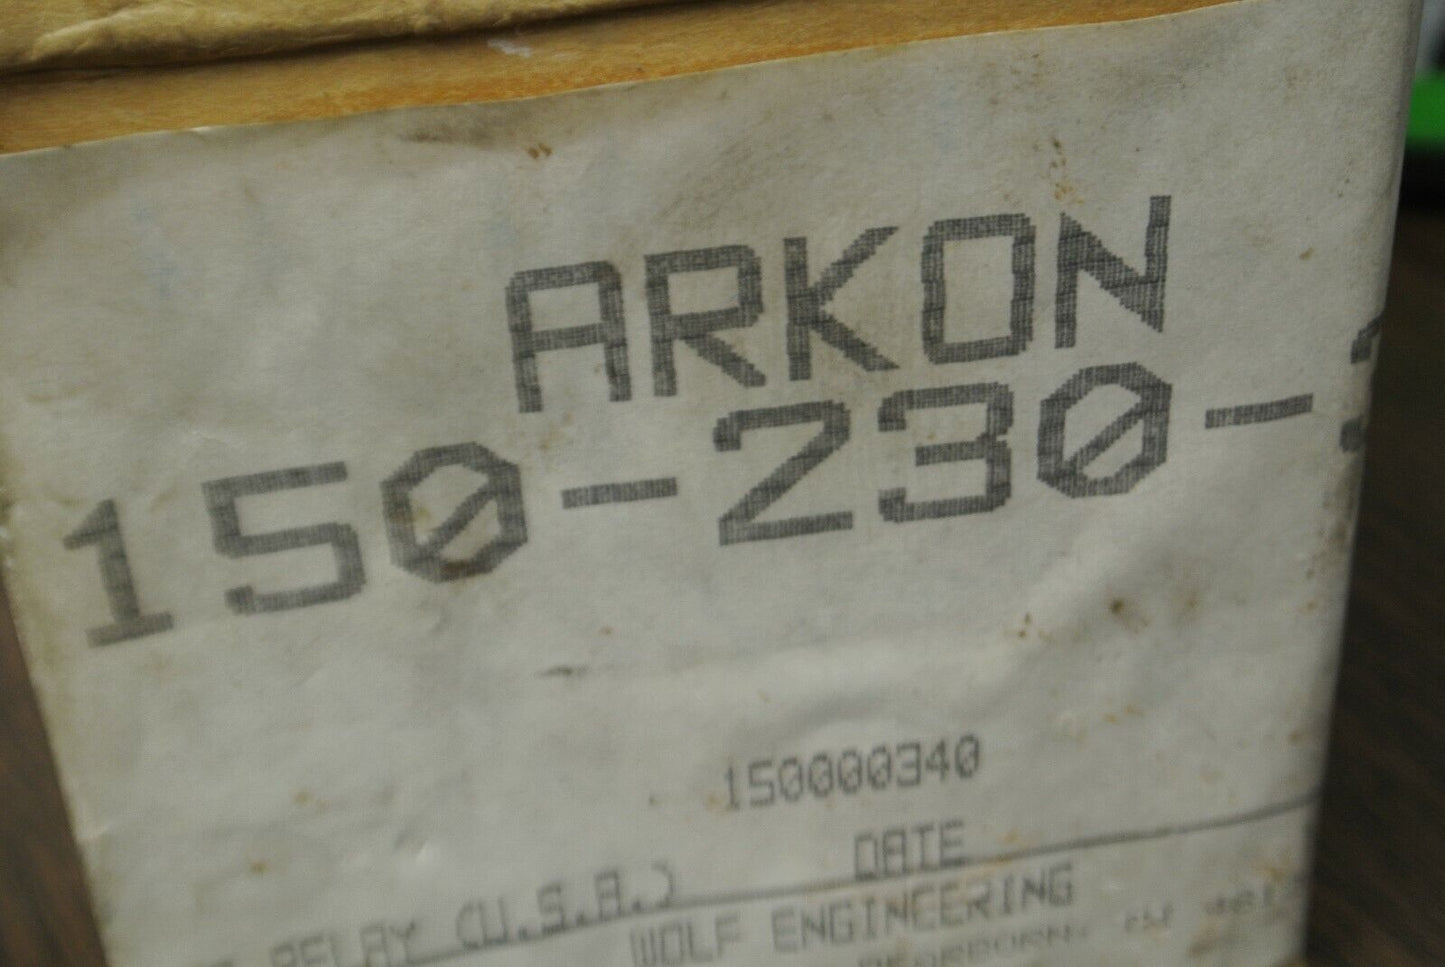 ARKON
150-230-
150000340
DATE
RELAY (U.S.A.)
WOLF ENGINEERING